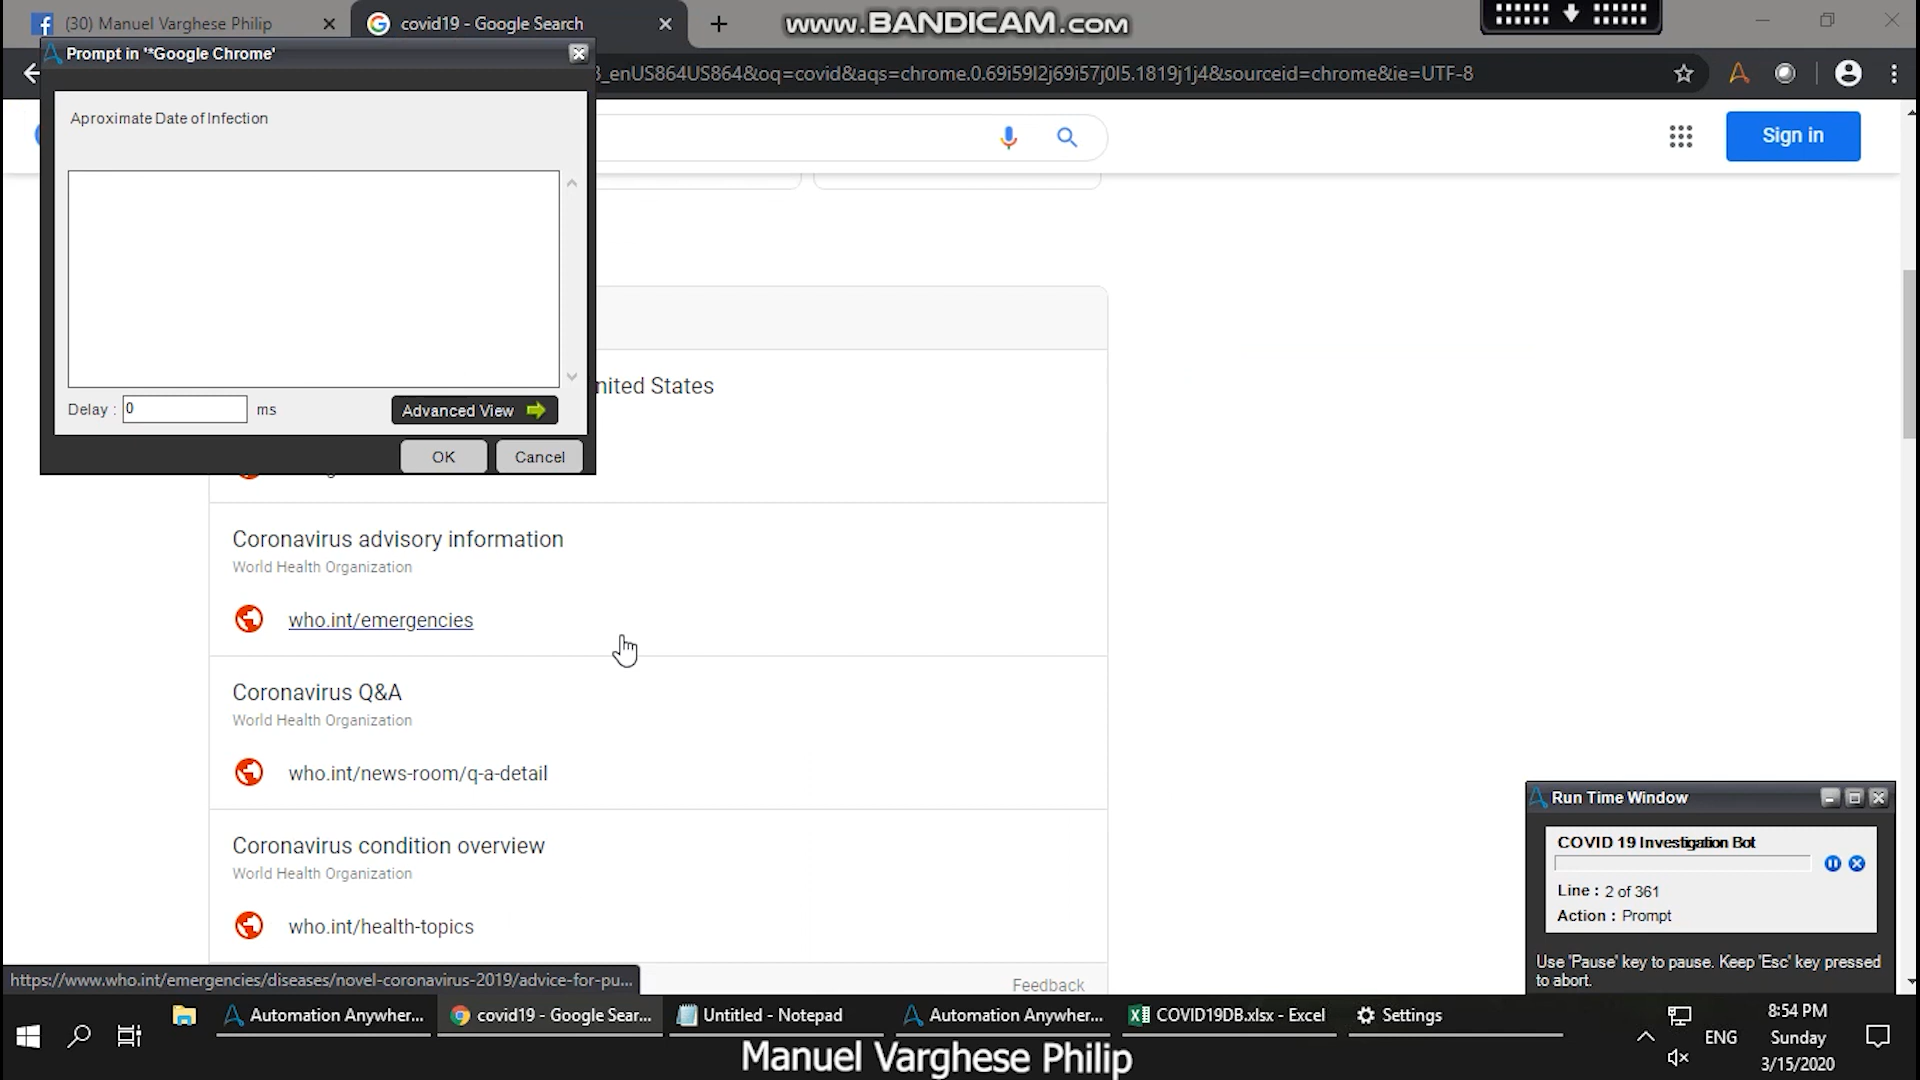 (30) Manuel Varghese Philip
covid19 - Google Search
www.BANDICAM.com
Prompt in '*Google Chrome'
_enUS864US864&oq=covid&aqs=chrome.0.69i59l2j69i57j0l5.1819j1j4&sourceid=chrome&ie=UTF-8
Aproximate Date of Infection
Sign in
nited States
Delay : 0 ms
Advanced View
OK
Cancel
Coronavirus advisory information
World Health Organization
who.int/emergencies
Coronavirus Q&A
World Health Organization
who.int/news-room/q-a-detail
Coronavirus condition overview
World Health Organization
who.int/health-topics
Feedback
Run Time Window
COVID 19 Investigation Bot
Line : 2 of 361
Action : Prompt
Use 'Pause' key to pause. Keep 'Esc' key pressed
to abort.
https://www.who.int/emergencies/diseases/novel-coronavirus-2019/advice-for-pu...
Automation Anywher...
covid19 - Google Sear...
Untitled - Notepad
Automation Anywher...
COVID19DB.xlsx - Excel
Settings
ENG
8:54 PM
Sunday
3/15/2020
Manuel Varghese Philip